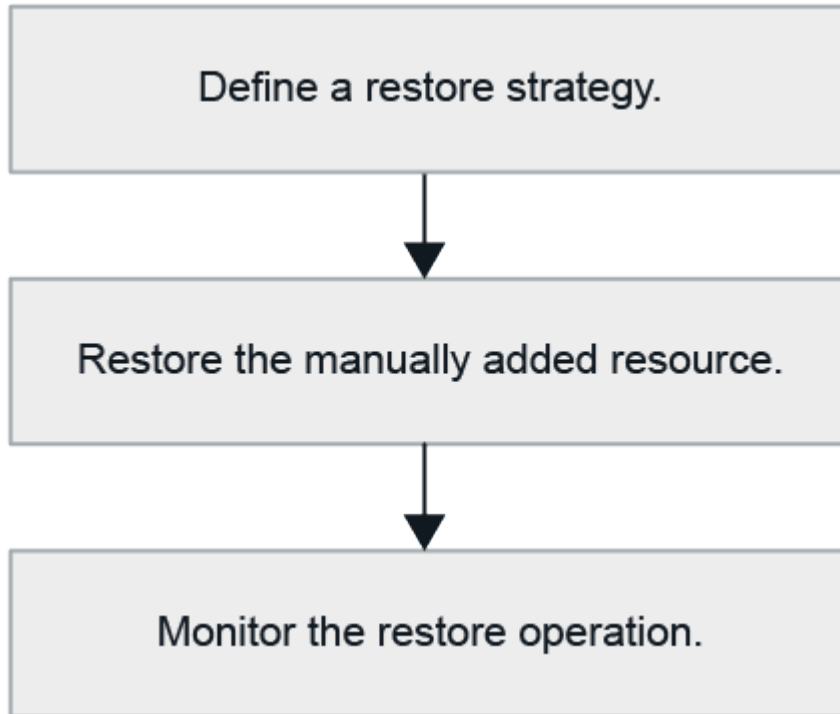 Define a restore strategy.
Restore the manually added resource.
Monitor the restore operation.